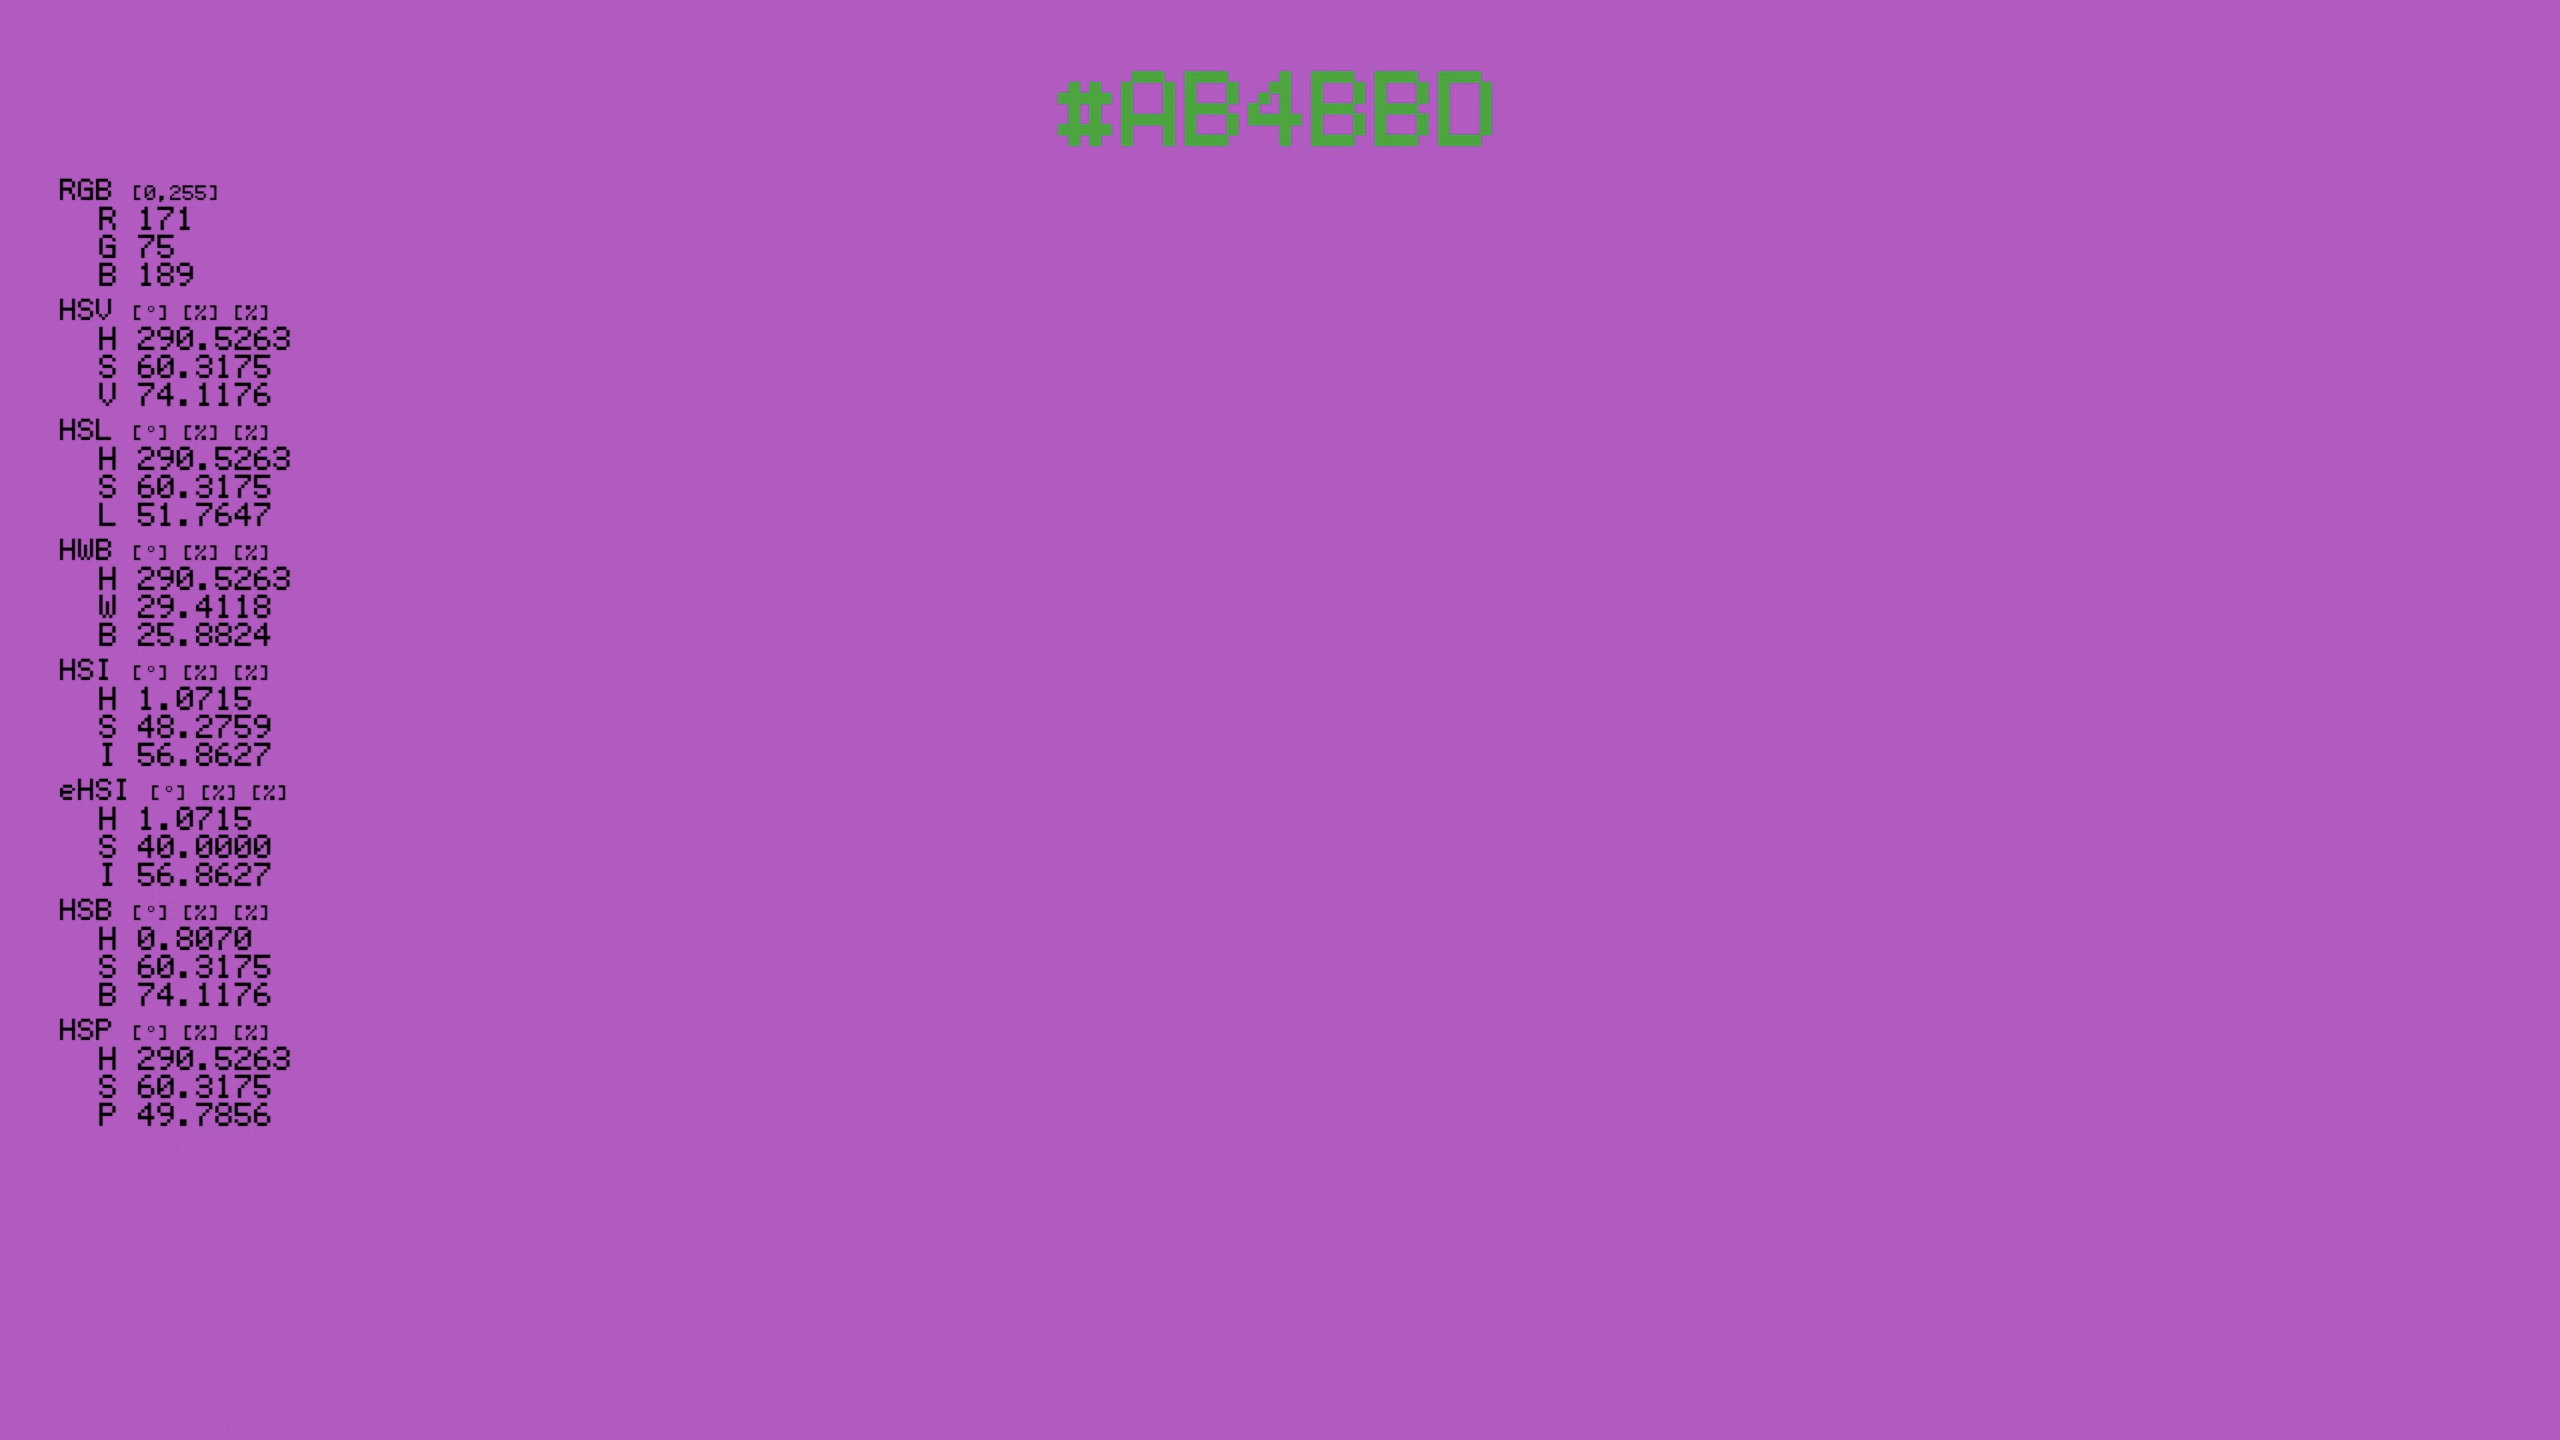 #AB4BBD
RGB [0,255]
R 171
G 75
B 189
HSV [°] [%] [%]
H 290.5263
S 60.3175
V 74.1176
HSL [°] [%] [%]
H 290.5263
S 60.3175
L 51.7647
HWB [°] [%] [%]
H 290.5263
W 29.4118
B 25.8824
HSI [°] [%] [%]
H 1.0715
S 48.2759
I 56.8627
eHSI [°] [%] [%]
H 1.0715
S 40.0000
I 56.8627
HSB [°] [%] [%]
H 0.8070
S 60.3175
B 74.1176
HSP [°] [%] [%]
H 290.5263
S 60.3175
P 49.7856